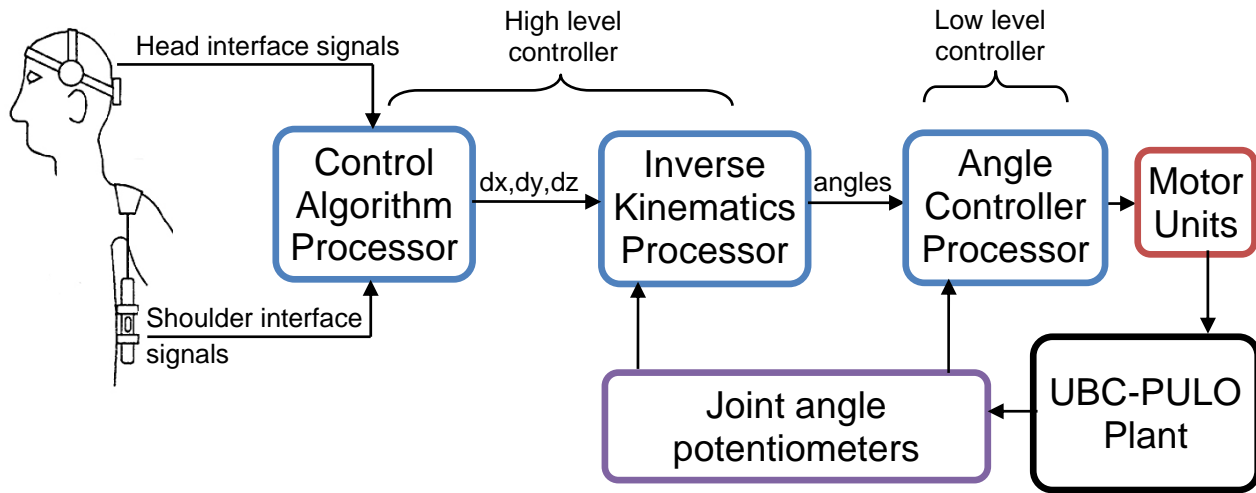 High level
controller
Low level
controller
Head interface signals
Control
Algorithm
Processor
dx,dy,dz
Inverse
Kinematics
Processor
angles
Angle
Controller
Processor
Motor
Units
Shoulder interface
signals
Joint angle
potentiometers
UBC-PULO
Plant